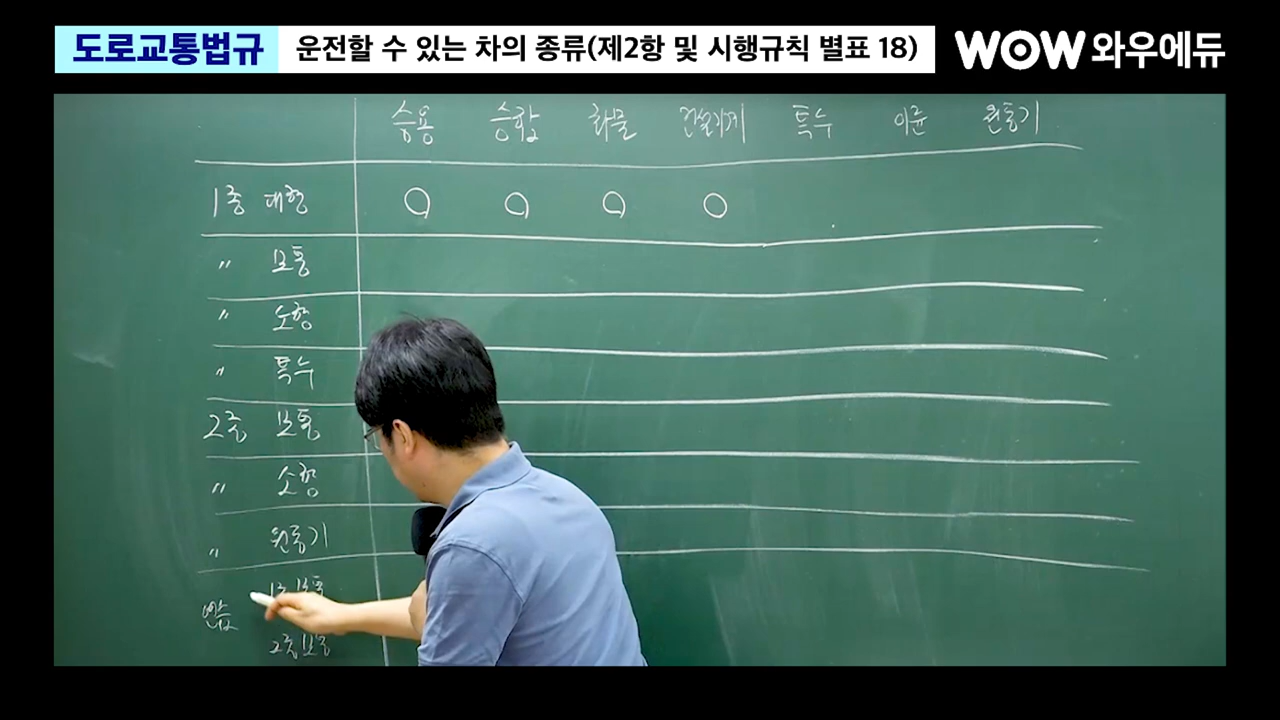 도로교통법규 운전할 수 있는 차의 종류(제2항 및 시행규칙 별표 18) WOW 와우에듀
승용 승합 화물 건설기계 특수 이륜 원동기
1종 대형 O O O O
〃 보통
〃 소형
〃 특수
2종 보통
〃 소형
〃 원동기
1종 보통
연습
2종 보통